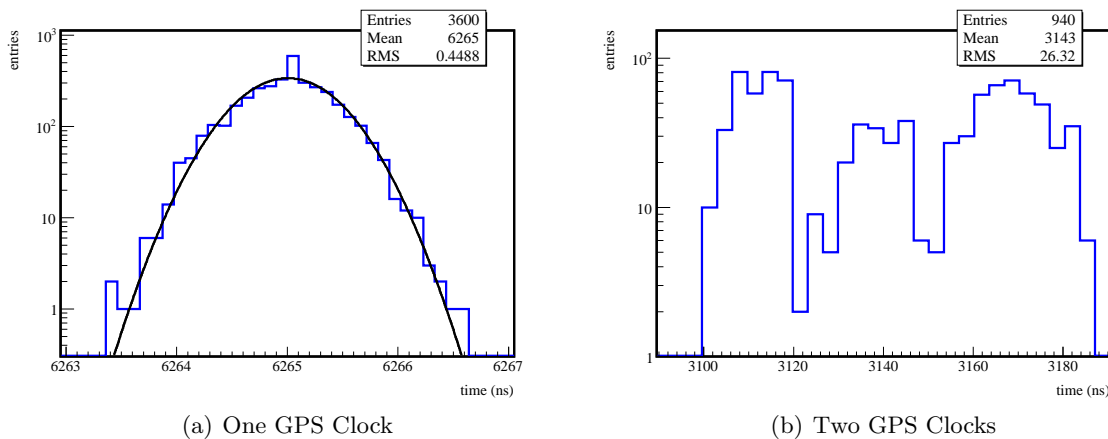 Entries 3600
Mean 6265
RMS 0.4488
entries
10³
10²
10
1
6263 6264 6265 6266 6267
time (ns)
(a) One GPS Clock
Entries 940
Mean 3143
RMS 26.32
entries
10²
10
1
3100 3120 3140 3160 3180
time (ns)
(b) Two GPS Clocks